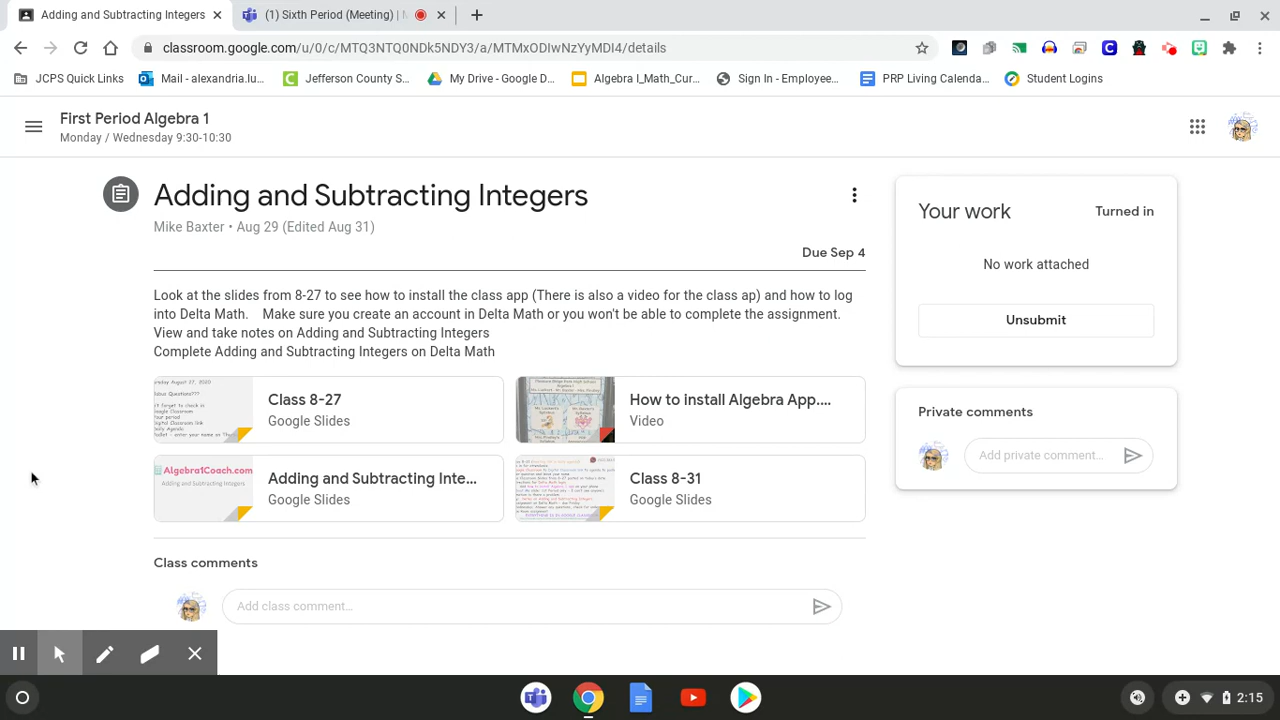 Adding and Subtracting Integers
(1) Sixth Period (Meeting) |
classroom.google.com/u/0/c/MTQ3NTQ0NDk5NDY3/a/MTMxODIwNzYyMDI4/details
JCPS Quick Links
Mail - alexandria.lu...
Jefferson County S...
My Drive - Google D...
Algebra I_Math_Cur...
Sign In - Employee...
PRP Living Calenda...
Student Logins
First Period Algebra 1
Monday / Wednesday 9:30-10:30
Adding and Subtracting Integers
Mike Baxter • Aug 29 (Edited Aug 31)
Due Sep 4
Look at the slides from 8-27 to see how to install the class app (There is also a video for the class ap) and how to log
into Delta Math. Make sure you create an account in Delta Math or you won't be able to complete the assignment.
View and take notes on Adding and Subtracting Integers
Complete Adding and Subtracting Integers on Delta Math
Class 8-27
Google Slides
How to install Algebra App....
Video
Algebra1Coach.com
Adding and Subtracting Integers
Adding and Subtracting Inte...
Google Slides
Class 8-31
Google Slides
Class comments
Add class comment...
Your work
Turned in
No work attached
Unsubmit
Private comments
Add private comment...
2:15